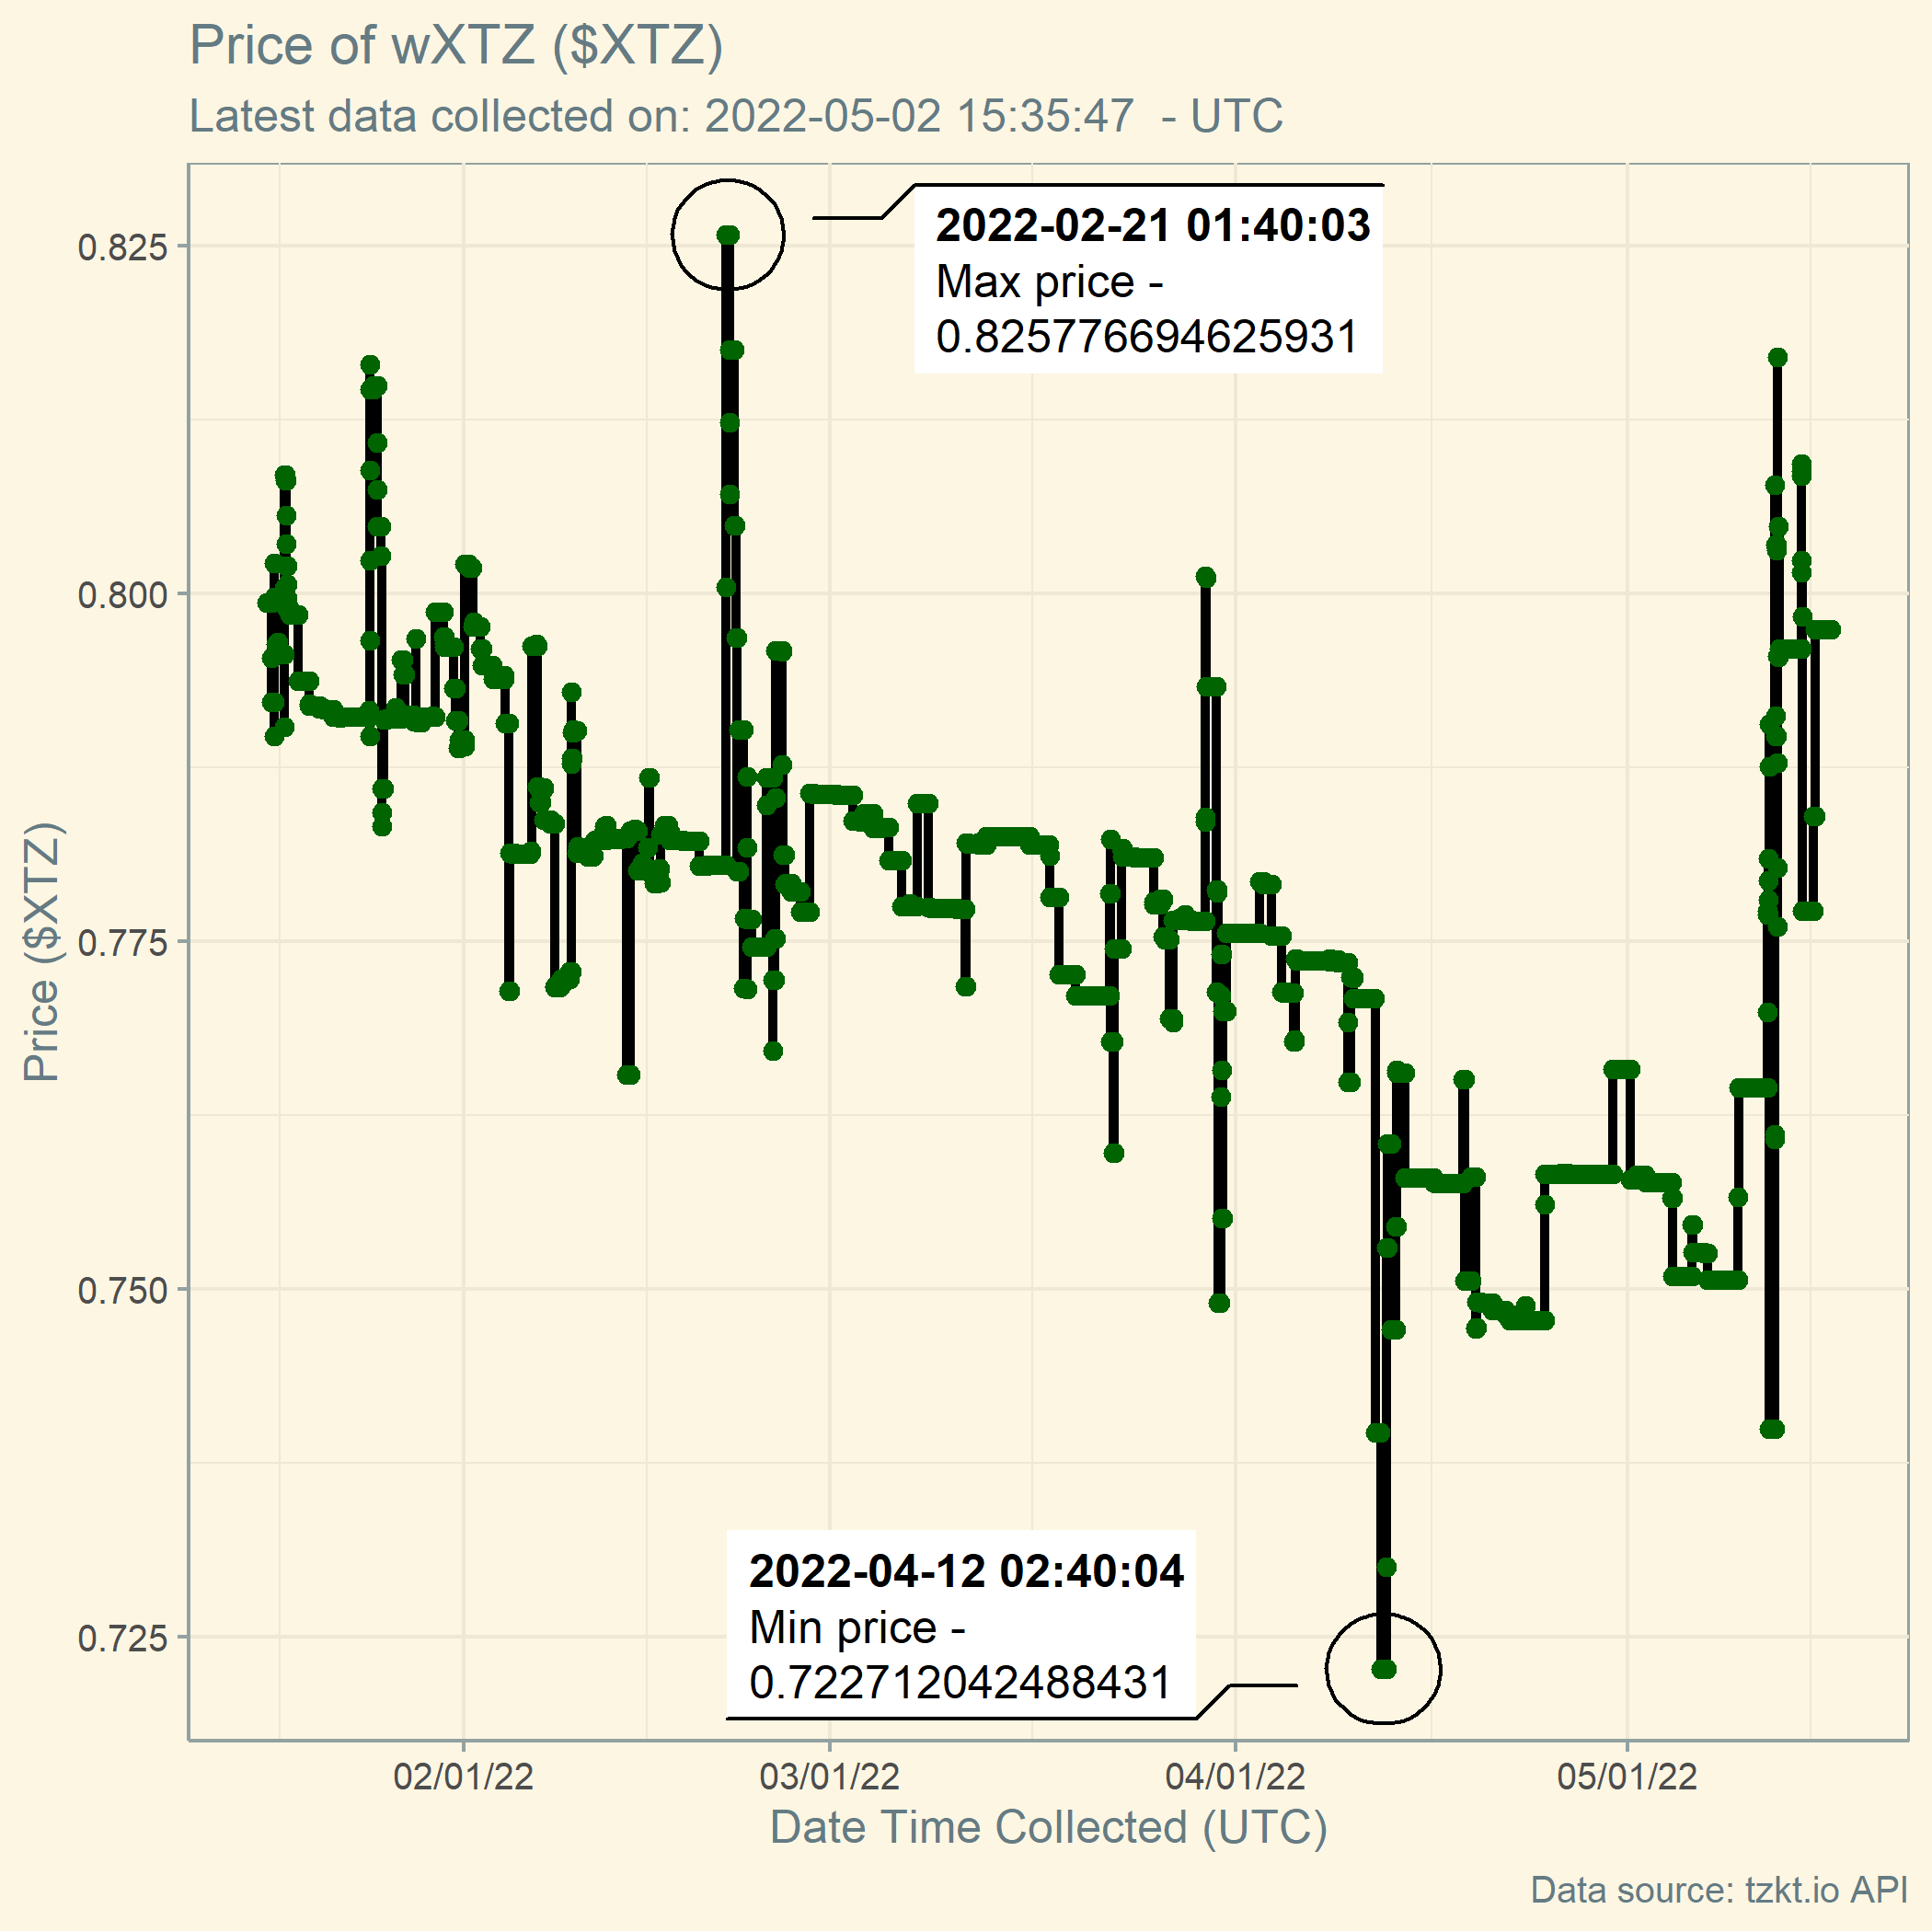 Price of wXTZ ($XTZ)
Latest data collected on: 2022-05-02 15:35:47  - UTC
2022-02-21 01:40:03
Max price -
0.825776694625931
0.825
0.800
0.775
0.750
0.725
Price ($XTZ)
2022-04-12 02:40:04
Min price -
0.722712042488431
02/01/22
03/01/22
04/01/22
05/01/22
Date Time Collected (UTC)
Data source: tzkt.io API